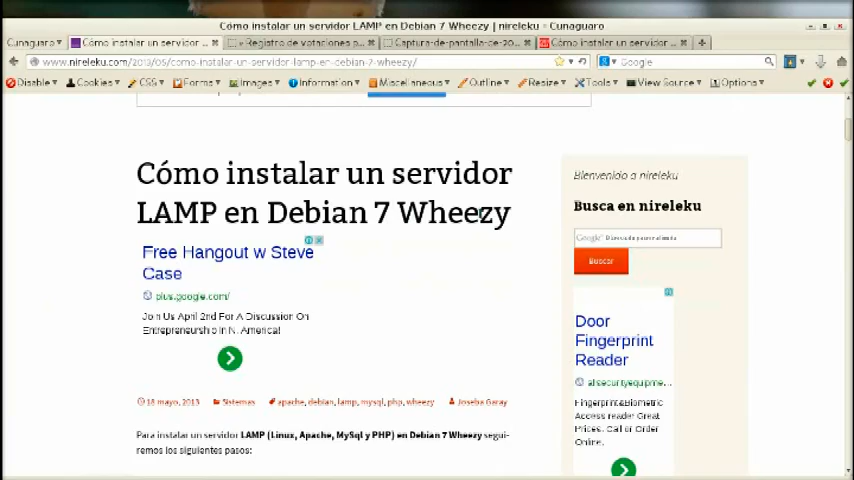 Cómo instalar un servidor LAMP en Debian 7 Wheezy | nireleku - Cunaguaro
Cunaguaro
Cómo instalar un servidor ...
Registro de votaciones p...
Captura-de-pantalla-de-20...
Cómo instalar un servidor ...
www.nireleku.com/2013/05/como-instalar-un-servidor-lamp-en-debian-7-wheezy/
Google
Disable Cookies CSS Forms Images Information Miscellaneous Outline Resize Tools View Source Options
Cómo instalar un servidor
LAMP en Debian 7 Wheezy
Free Hangout w Steve
Case
plus.google.com/
Join Us April 2nd For A Discussion On
Entrepreneurship In N. America!
18 mayo, 2013 Sistemas apache, debian, lamp, mysql, php, wheezy Joseba Garay
Para instalar un servidor LAMP (Linux, Apache, MySql y PHP) en Debian 7 Wheezy segui-
remos los siguientes pasos:
Bienvenido a nireleku
Busca en nireleku
Google
Buscar
Door
Fingerprint
Reader
allsecurityequipme...
Fingerprint&Biometric
Access reader Great
Prices. Call or Order
Online.